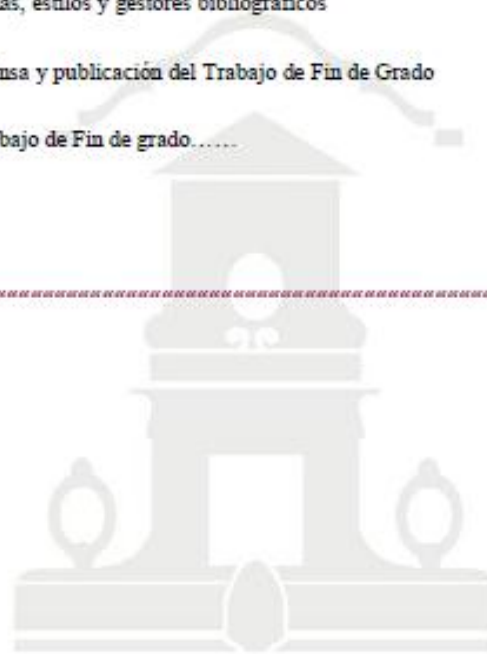 as, estilos y gestores bibliográficos
nsa y publicación del Trabajo de Fin de Grado
bajo de Fin de grado……